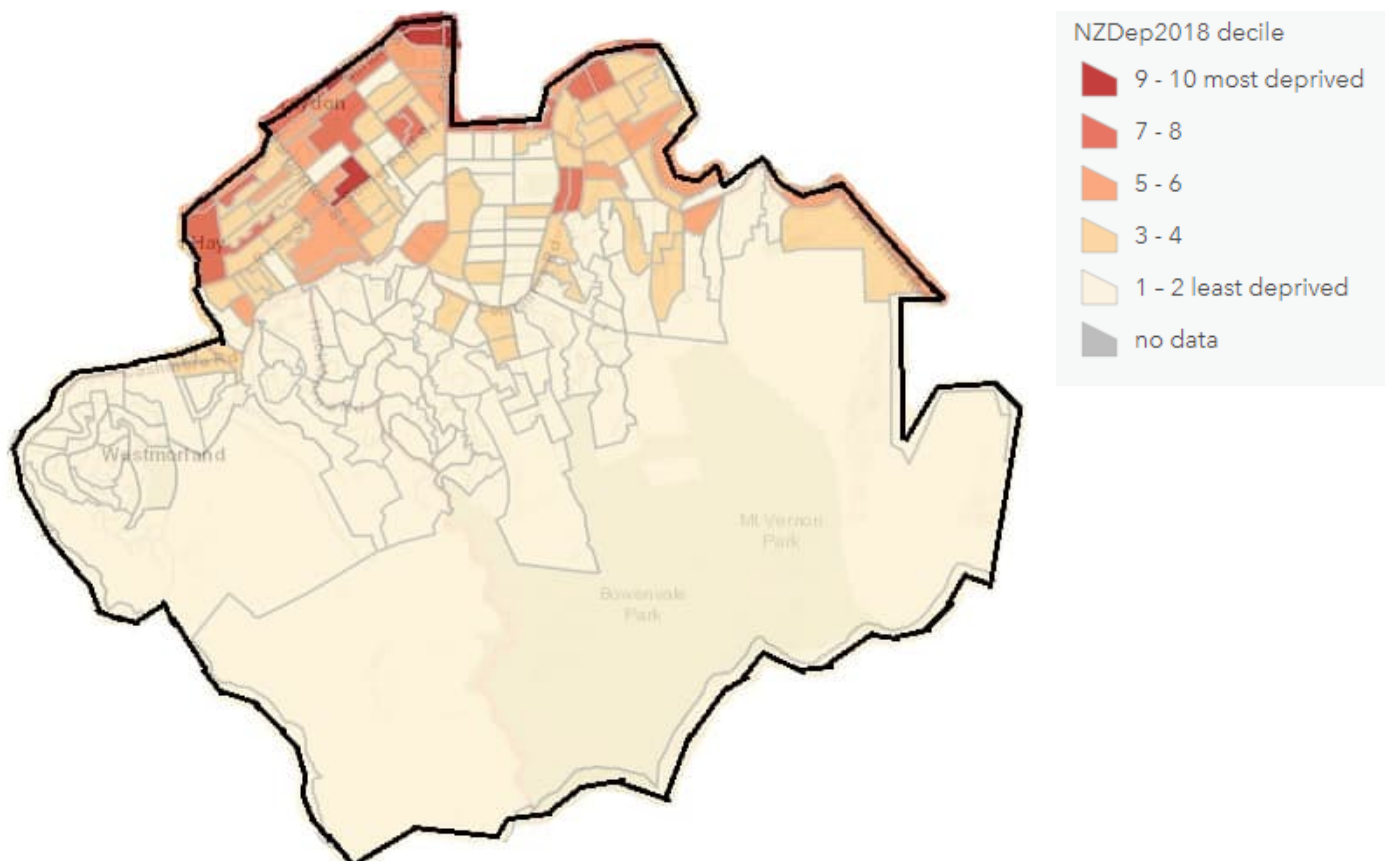 NZDep2018 decile
9 - 10 most deprived
7 - 8
5 - 6
3 - 4
1 - 2 least deprived
no data
Westmorland
Mt Vernon
Park
Bowenvale
Park